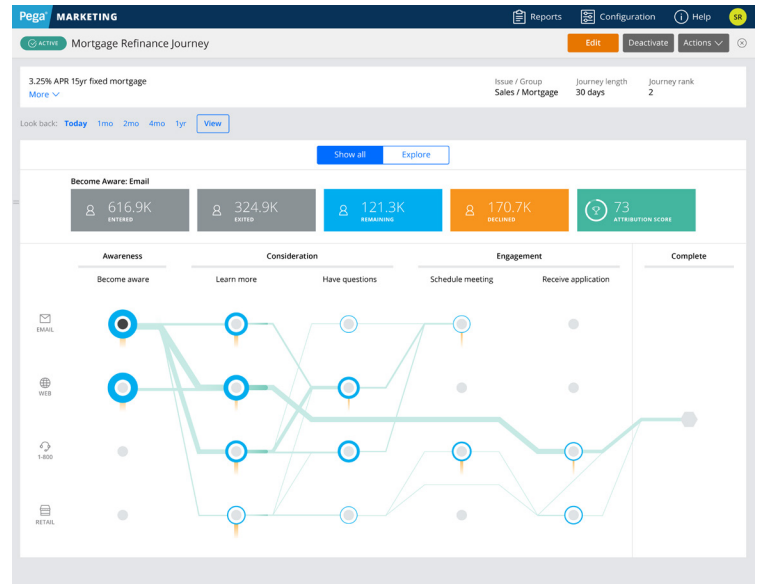 Pega MARKETING Reports Configuration Help SR
ACTIVE Mortgage Refinance Journey Edit Deactivate Actions
3.25% APR 15yr fixed mortgage
More
Issue / Group Journey length Journey rank
Sales / Mortgage 30 days 2
Look back: Today 1mo 2mo 4mo 1yr View
Show all Explore
Become Aware: Email
616.9K 324.9K 121.3K 170.7K 73
ENTERED EXITED REMAINING DECLINED ATTRIBUTION SCORE
Awareness Consideration Engagement Complete
Become aware Learn more Have questions Schedule meeting Receive application
EMAIL
WEB
1-800
RETAIL